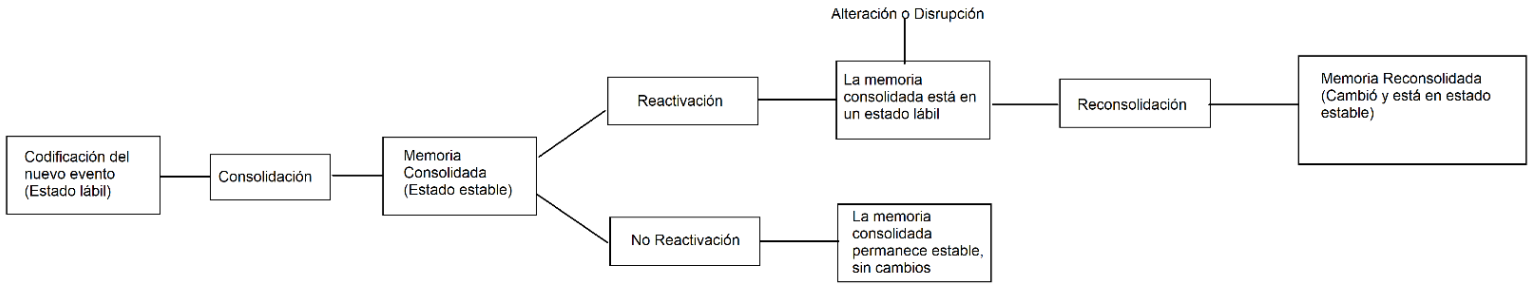 Alteración o Disrupción
La memoria
consolidada está en
un estado lábil
Reactivación
Reconsolidación
Memoria Reconsolidada
(Cambió y está en estado
estable)
Codificación del
nuevo evento
(Estado lábil)
Consolidación
Memoria
Consolidada
(Estado estable)
No Reactivación
La memoria
consolidada
permanece estable,
sin cambios